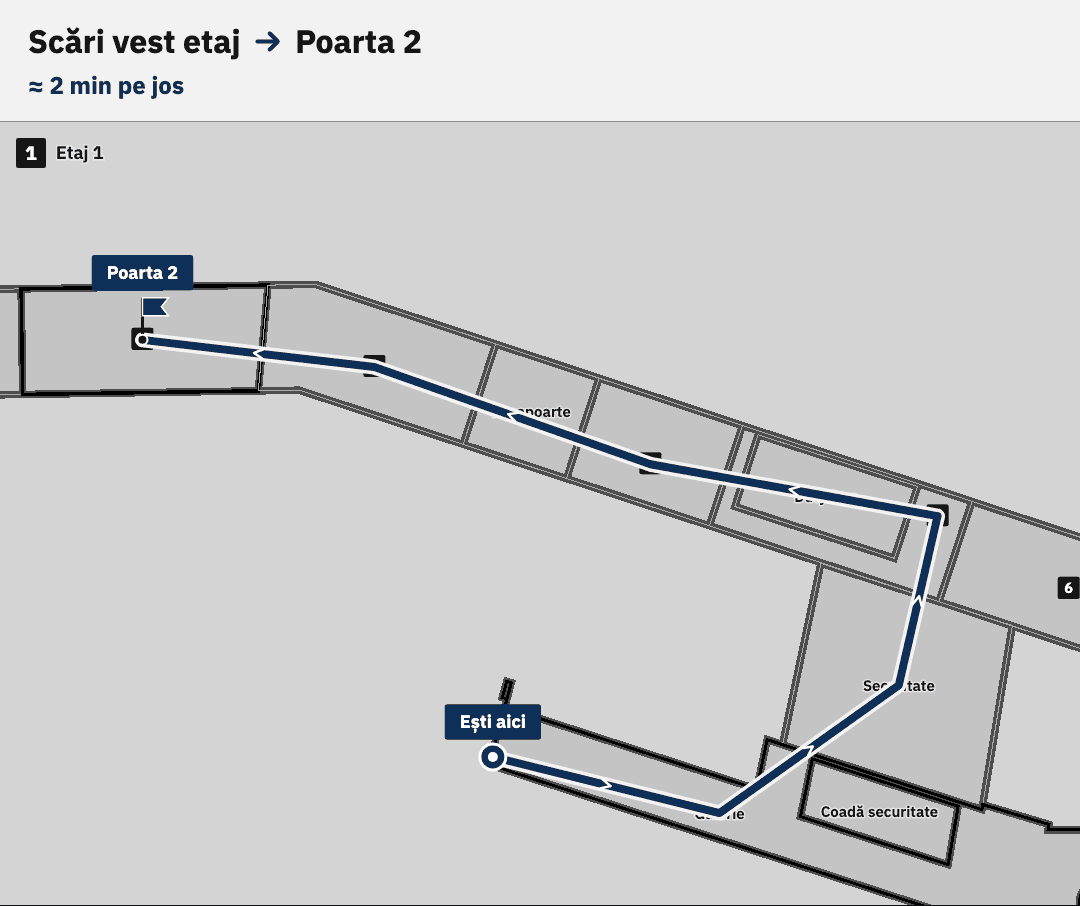 Scări vest etaj → Poarta 2
≈ 2 min pe jos
1 Etaj 1
Poarta 2
6
Ești aici
Coadă securitate